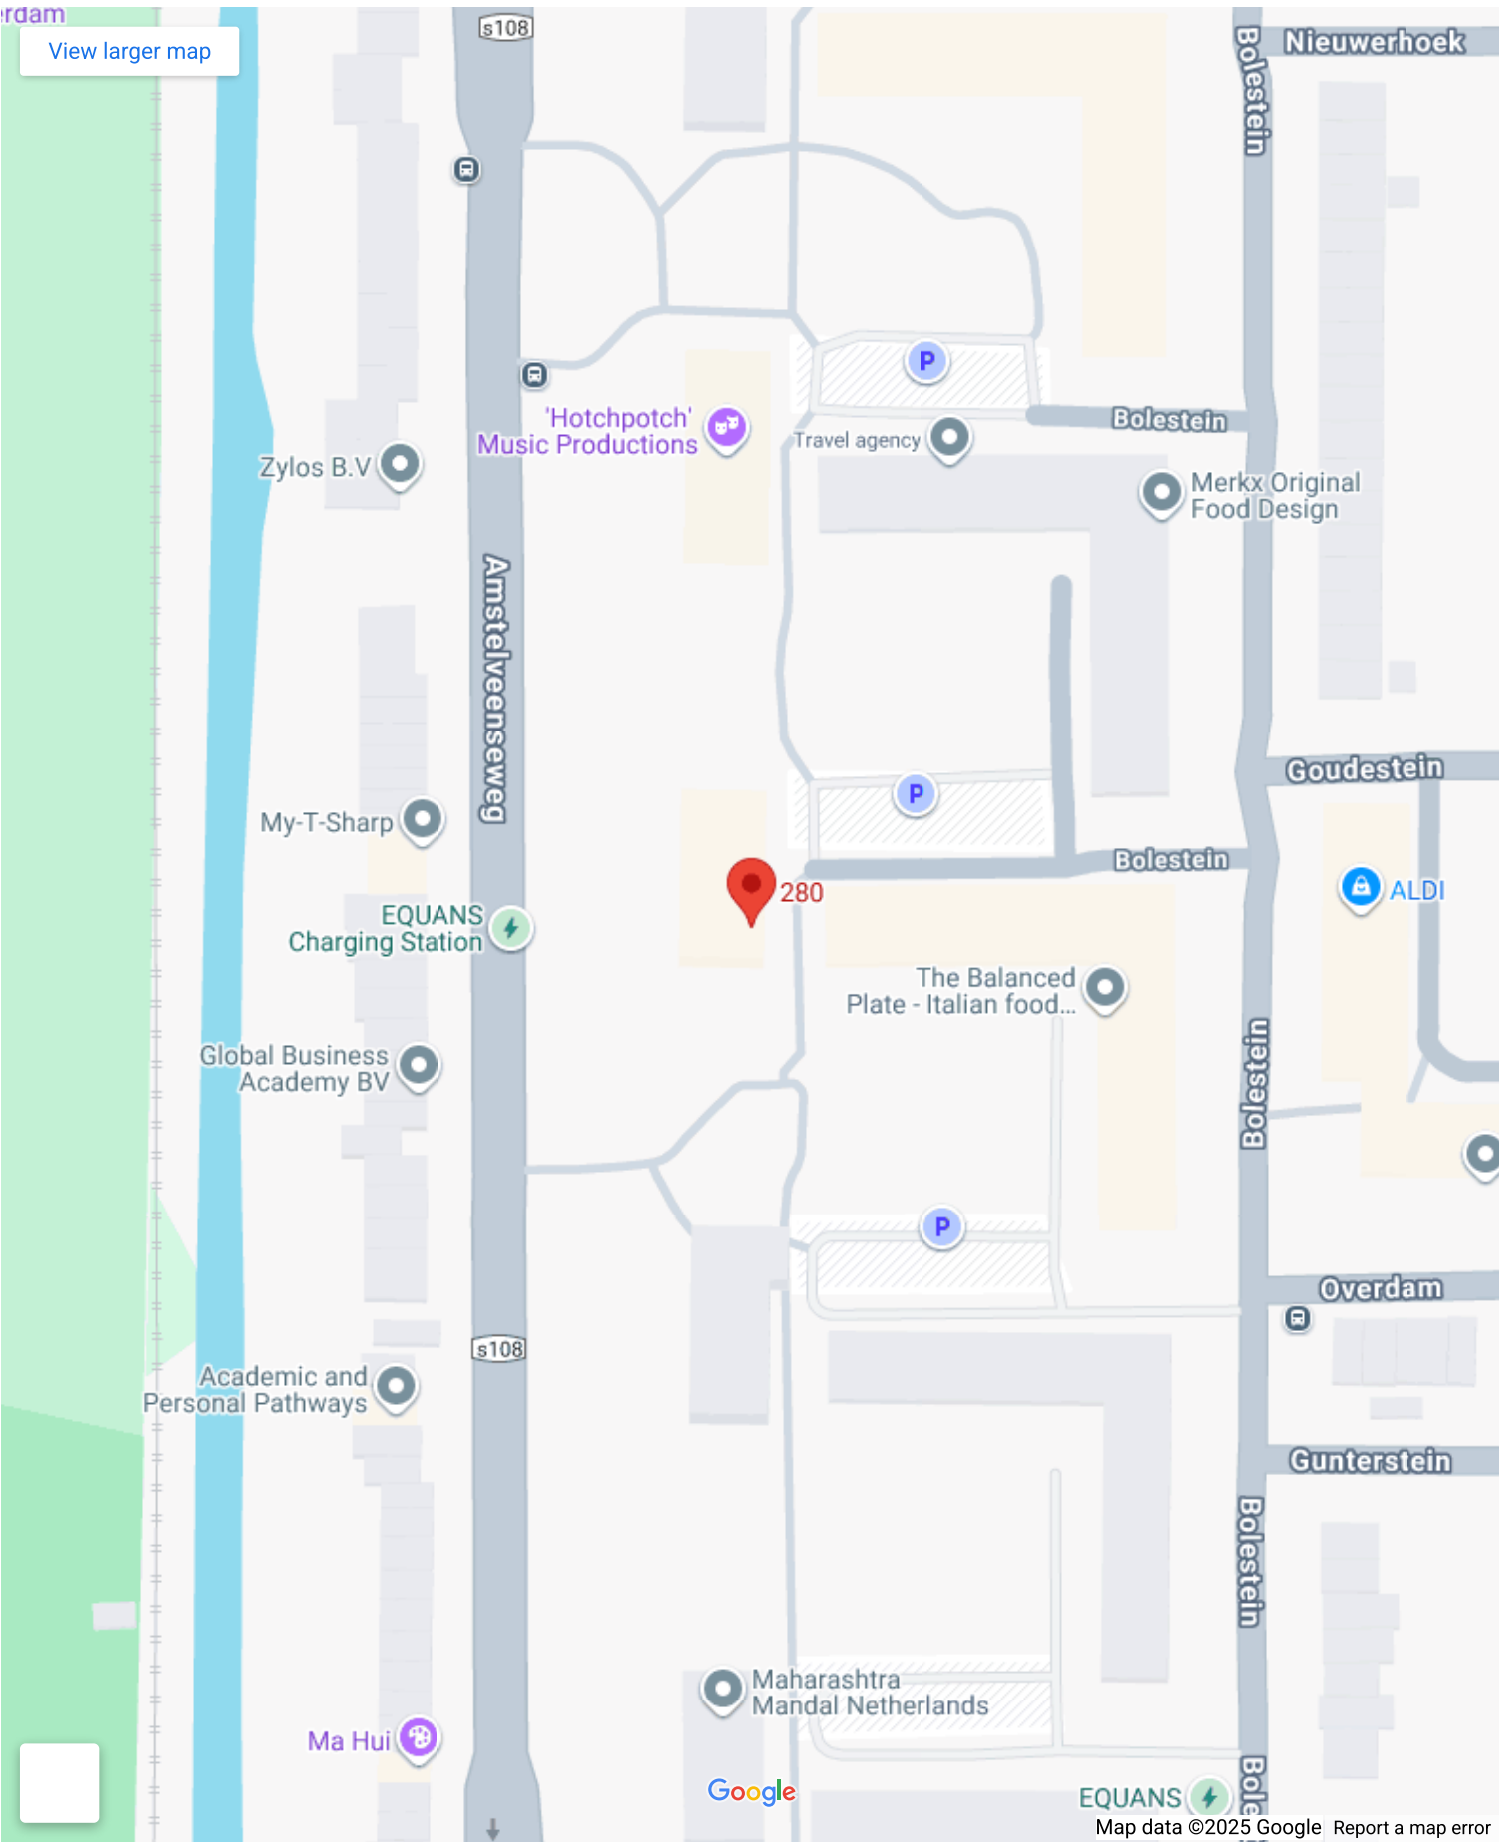 erdam
View larger map
s108
Nieuwerhoek
Bolestein
'Hotchpotch'
Music Productions
Travel agency
Bolestein
Zylos B.V
Merkx Original
Food Design
Amstelveenseweg
Goudestein
My-T-Sharp
Bolestein
280
ALDI
EQUANS
Charging Station
The Balanced
Plate - Italian food...
Global Business
Academy BV
Bolestein
P
P
P
Overdam
s108
Academic and
Personal Pathways
Gunterstein
Bolestein
Maharashtra
Mandal Netherlands
Ma Hui
Google
EQUANS
Bole
Map data ©2025 Google
Report a map error